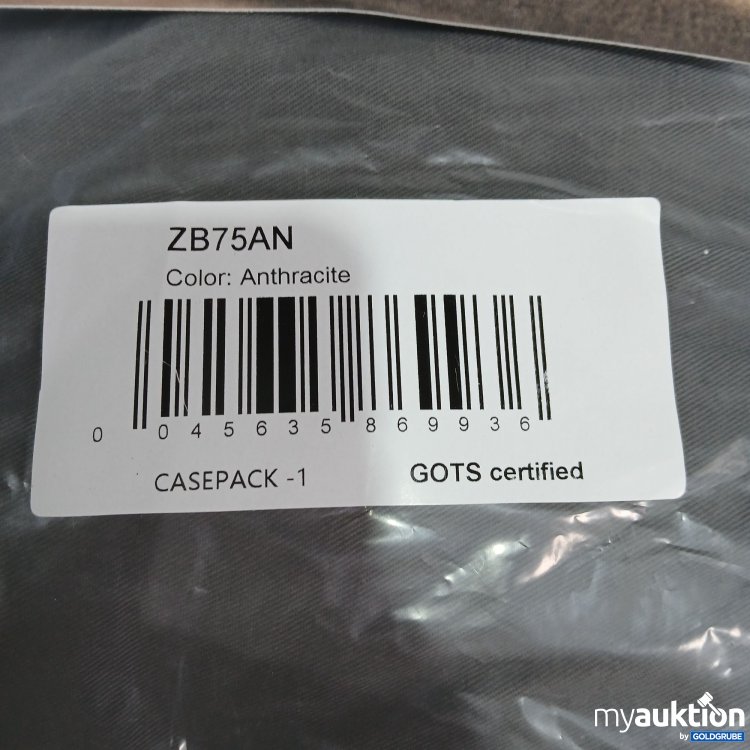 ZB75AN
Color: Anthracite
0 045635 869936
CASEPACK -1
GOTS certified
myauktion
by GOLDGRUBE